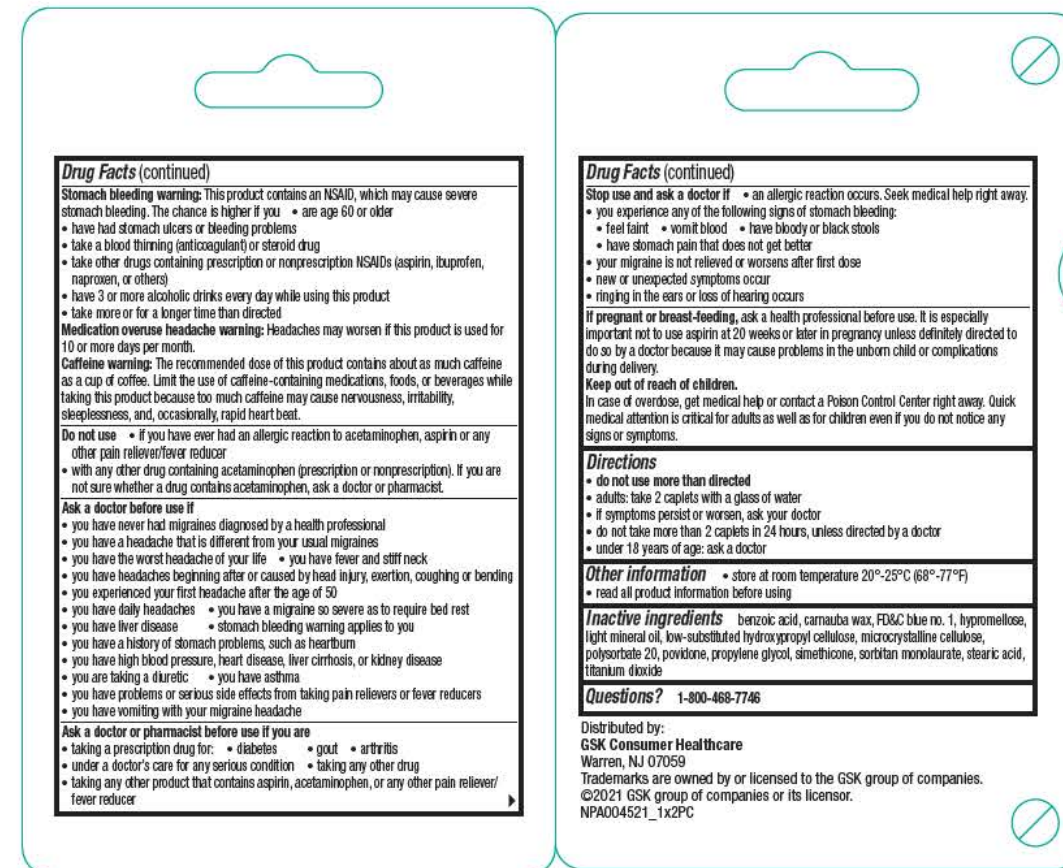 Drug Facts (continued)
Stomach bleeding warning: This product contains an NSAID, which may cause severe
stomach bleeding. The chance is higher if you • are age 60 or older
• have had stomach ulcers or bleeding problems
• take a blood thinning (anticoagulant) or steroid drug
• take other drugs containing prescription or nonprescription NSAIDs (aspirin, ibuprofen,
naproxen, or others)
• have 3 or more alcoholic drinks every day while using this product
• take more or for a longer time than directed
Medication overuse headache warning: Headaches may worsen if this product is used for
10 or more days per month.
Caffeine warning: The recommended dose of this product contains about as much caffeine
as a cup of coffee. Limit the use of caffeine-containing medications, foods, or beverages while
taking this product because too much caffeine may cause nervousness, irritability,
sleeplessness, and, occasionally, rapid heart beat.
Do not use • if you have ever had an allergic reaction to acetaminophen, aspirin or any
other pain reliever/fever reducer
• with any other drug containing acetaminophen (prescription or nonprescription). If you are
not sure whether a drug contains acetaminophen, ask a doctor or pharmacist.
Ask a doctor before use if
• you have never had migraines diagnosed by a health professional
• you have a headache that is different from your usual migraines
• you have the worst headache of your life • you have fever and stiff neck
• you have headaches beginning after or caused by head injury, exertion, coughing or bending
• you experienced your first headache after the age of 50
• you have daily headaches • you have a migraine so severe as to require bed rest
• you have liver disease • stomach bleeding warning applies to you
• you have a history of stomach problems, such as heartburn
• you have high blood pressure, heart disease, liver cirrhosis, or kidney disease
• you are taking a diuretic • you have asthma
• you have problems or serious side effects from taking pain relievers or fever reducers
• you have vomiting with your migraine headache
Ask a doctor or pharmacist before use if you are
• taking a prescription drug for: • diabetes • gout • arthritis
• under a doctor's care for any serious condition • taking any other drug
• taking any other product that contains aspirin, acetaminophen, or any other pain reliever/
fever reducer
Drug Facts (continued)
Stop use and ask a doctor if • an allergic reaction occurs. Seek medical help right away.
• you experience any of the following signs of stomach bleeding:
• feel faint • vomit blood • have bloody or black stools
• have stomach pain that does not get better
• your migraine is not relieved or worsens after first dose
• new or unexpected symptoms occur
• ringing in the ears or loss of hearing occurs
If pregnant or breast-feeding, ask a health professional before use. It is especially
important not to use aspirin at 20 weeks or later in pregnancy unless definitely directed to
do so by a doctor because it may cause problems in the unborn child or complications
during delivery.
Keep out of reach of children.
In case of overdose, get medical help or contact a Poison Control Center right away. Quick
medical attention is critical for adults as well as for children even if you do not notice any
signs or symptoms.
Directions
• do not use more than directed
• adults: take 2 caplets with a glass of water
• if symptoms persist or worsen, ask your doctor
• do not take more than 2 caplets in 24 hours, unless directed by a doctor
• under 18 years of age: ask a doctor
Other information • store at room temperature 20°-25°C (68°-77°F)
• read all product information before using
Inactive ingredients benzoic acid, carnauba wax, FD&C blue no. 1, hypromellose,
light mineral oil, low-substituted hydroxypropyl cellulose, microcrystalline cellulose,
polysorbate 20, povidone, propylene glycol, simethicone, sorbitan monolaurate, stearic acid,
titanium dioxide
Questions? 1-800-468-7746
Distributed by:
GSK Consumer Healthcare
Warren, NJ 07059
Trademarks are owned by or licensed to the GSK group of companies.
©2021 GSK group of companies or its licensor.
NPA004521_1x2PC